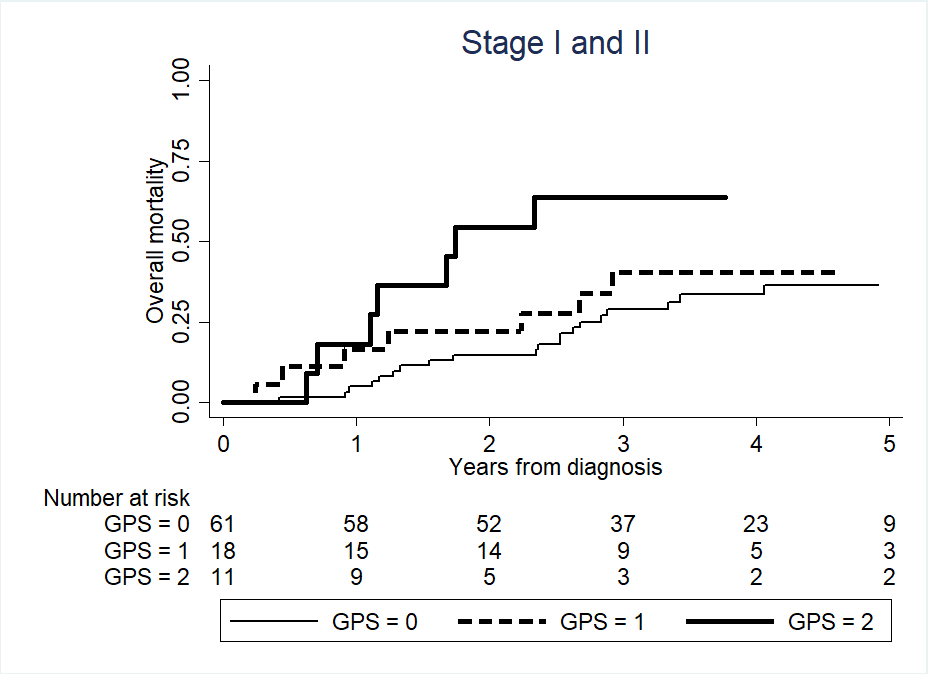 Stage I and II
Overall mortality
1.00
0.75
0.50
0.25
0.00
0 1 2 3 4 5
Years from diagnosis
Number at risk
GPS = 0 61 58 52 37 23 9
GPS = 1 18 15 14 9 5 3
GPS = 2 11 9 5 3 2 2
GPS = 0 GPS = 1 GPS = 2